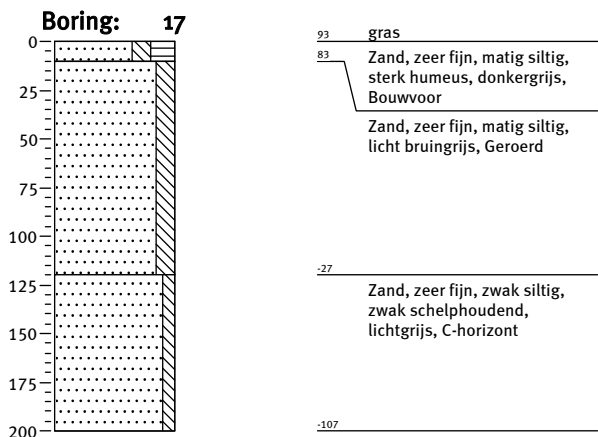 Boring: 17
0
25
50
75
100
125
150
175
200
93 gras
83 Zand, zeer fijn, matig siltig,
sterk humeus, donkergrijs,
Bouwvoor
Zand, zeer fijn, matig siltig,
licht bruingrijs, Geroerd
-27
Zand, zeer fijn, zwak siltig,
zwak schelphoudend,
lichtgrijs, C-horizont
-107